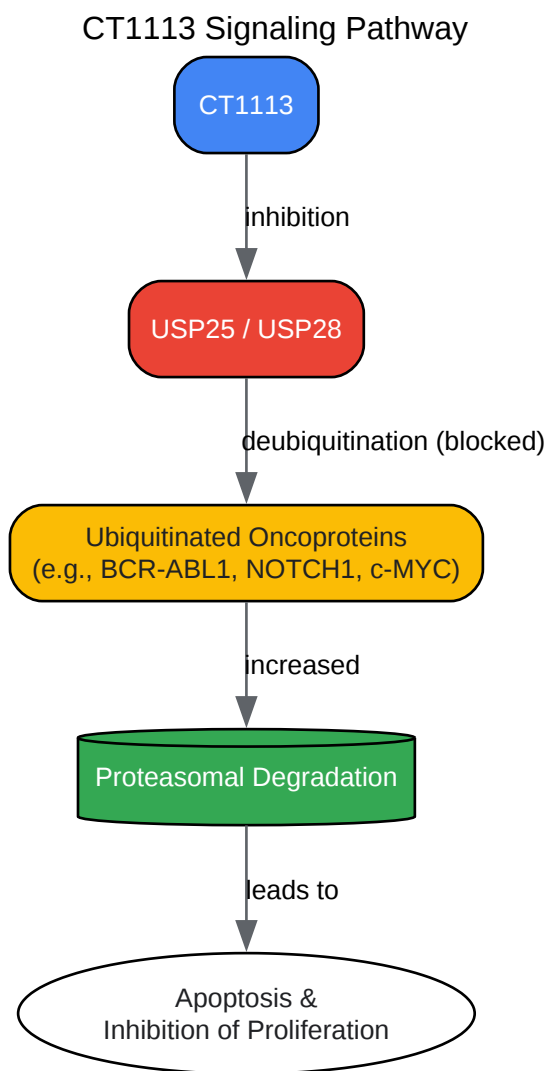 CT1113 Signaling Pathway
CT1113
inhibition
USP25 / USP28
deubiquitination (blocked)
Ubiquitinated Oncoproteins
(e.g., BCR-ABL1, NOTCH1, c-MYC)
increased
Proteasomal Degradation
leads to
Apoptosis &
Inhibition of Proliferation